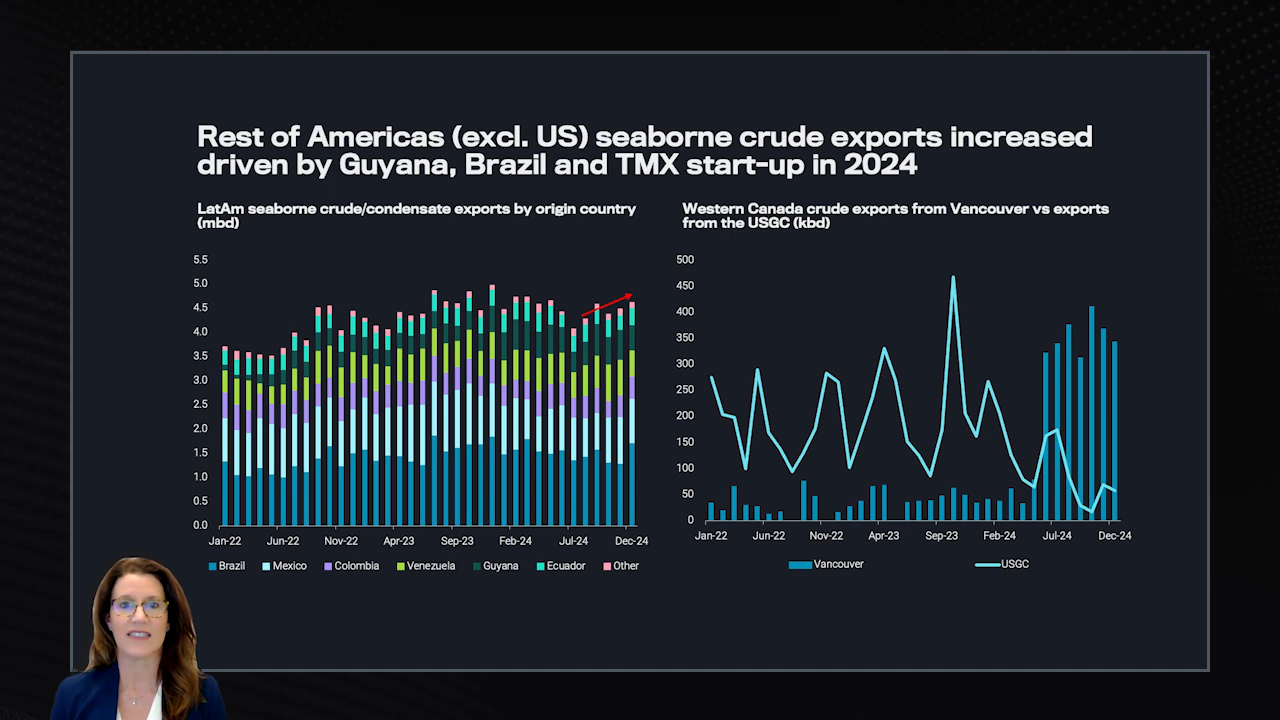 Rest of Americas (excl. US) seaborne crude exports increased
driven by Guyana, Brazil and TMX start-up in 2024
LatAm seaborne crude/condensate exports by origin country
(mbd)
5.5
5.0
4.5
4.0
3.5
3.0
2.5
2.0
1.5
1.0
0.5
0.0
Jan-22 Jun-22 Nov-22 Apr-23 Sep-23 Feb-24 Jul-24 Dec-24
Brazil Mexico Colombia Venezuela Guyana Ecuador Other
Western Canada crude exports from Vancouver vs exports
from the USGC (kbd)
500
450
400
350
300
250
200
150
100
50
0
Jan-22 Jun-22 Nov-22 Apr-23 Sep-23 Feb-24 Jul-24 Dec-24
Vancouver USGC